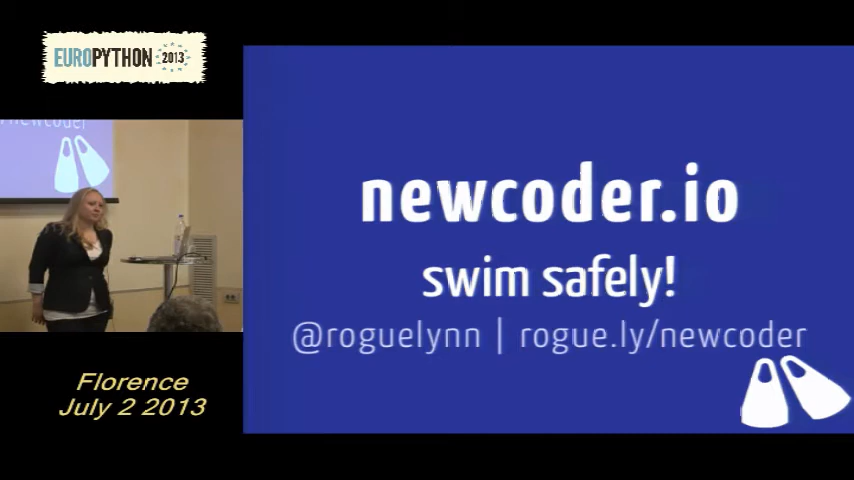 EUROPYTHON 2013
newcoder
newcoder.io
swim safely!
@roguelynn | rogue.ly/newcoder
Florence
July 2 2013